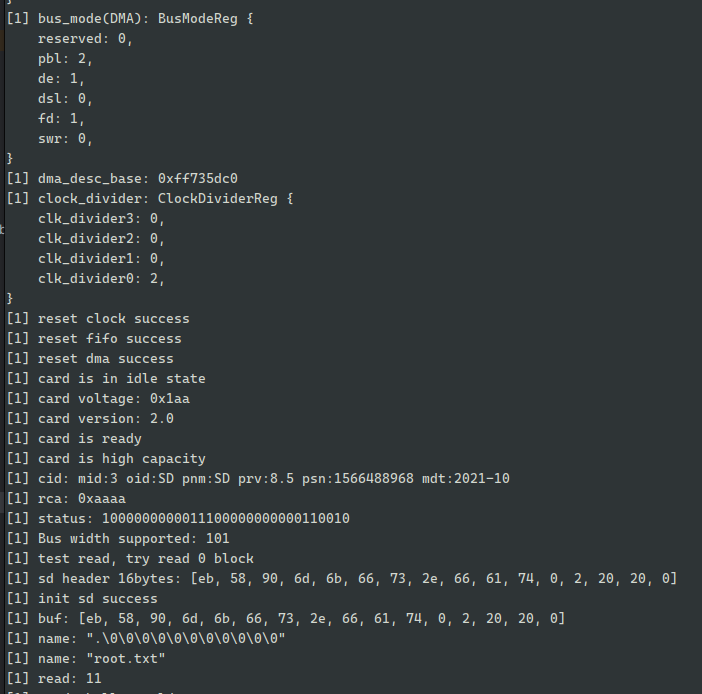 }
[1] bus_mode(DMA): BusModeReg {
    reserved: 0,
    pbl: 2,
    de: 1,
    dsl: 0,
    fd: 1,
    swr: 0,
}
[1] dma_desc_base: 0xff735dc0
[1] clock_divider: ClockDividerReg {
    clk_divider3: 0,
    clk_divider2: 0,
    clk_divider1: 0,
    clk_divider0: 2,
}
[1] reset clock success
[1] reset fifo success
[1] reset dma success
[1] card is in idle state
[1] card voltage: 0x1aa
[1] card version: 2.0
[1] card is ready
[1] card is high capacity
[1] cid: mid:3 oid:SD pnm:SD prv:8.5 psn:1566488968 mdt:2021-10
[1] rca: 0xaaaa
[1] status: 1000000000011100000000000110010
[1] Bus width supported: 101
[1] test read, try read 0 block
[1] sd header 16bytes: [eb, 58, 90, 6d, 6b, 66, 73, 2e, 66, 61, 74, 0, 2, 20, 20, 0]
[1] init sd success
[1] buf: [eb, 58, 90, 6d, 6b, 66, 73, 2e, 66, 61, 74, 0, 2, 20, 20, 0]
[1] name: ".\0\0\0\0\0\0\0\0\0\0\0"
[1] name: "root.txt"
[1] read: 11